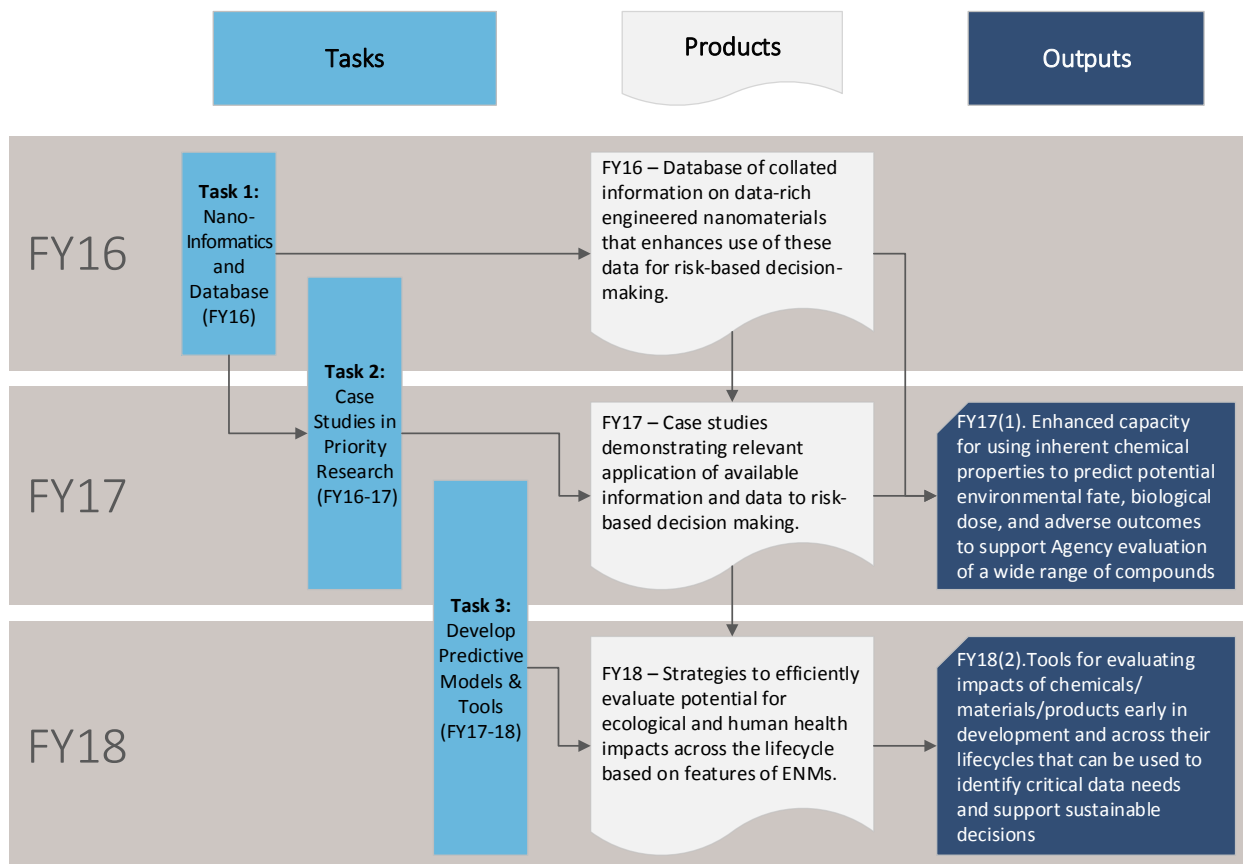 Tasks
Products
Outputs
FY16
Task 1:
Nano-
Informatics
and
Database
(FY16)
FY16 – Database of collated
information on data-rich
engineered nanomaterials
that enhances use of these
data for risk-based decision-
making.
FY17
Task 2:
Case
Studies in
Priority
Research
(FY16-17)
FY17 – Case studies
demonstrating relevant
application of available
information and data to risk-
based decision making.
FY17(1). Enhanced capacity
for using inherent chemical
properties to predict potential
environmental fate, biological
dose, and adverse outcomes
to support Agency evaluation
of a wide range of compounds
FY18
Task 3:
Develop
Predictive
Models &
Tools
(FY17-18)
FY18 – Strategies to efficiently
evaluate potential for
ecological and human health
impacts across the lifecycle
based on features of ENMs.
FY18(2).Tools for evaluating
impacts of chemicals/
materials/products early in
development and across their
lifecycles that can be used to
identify critical data needs
and support sustainable
decisions